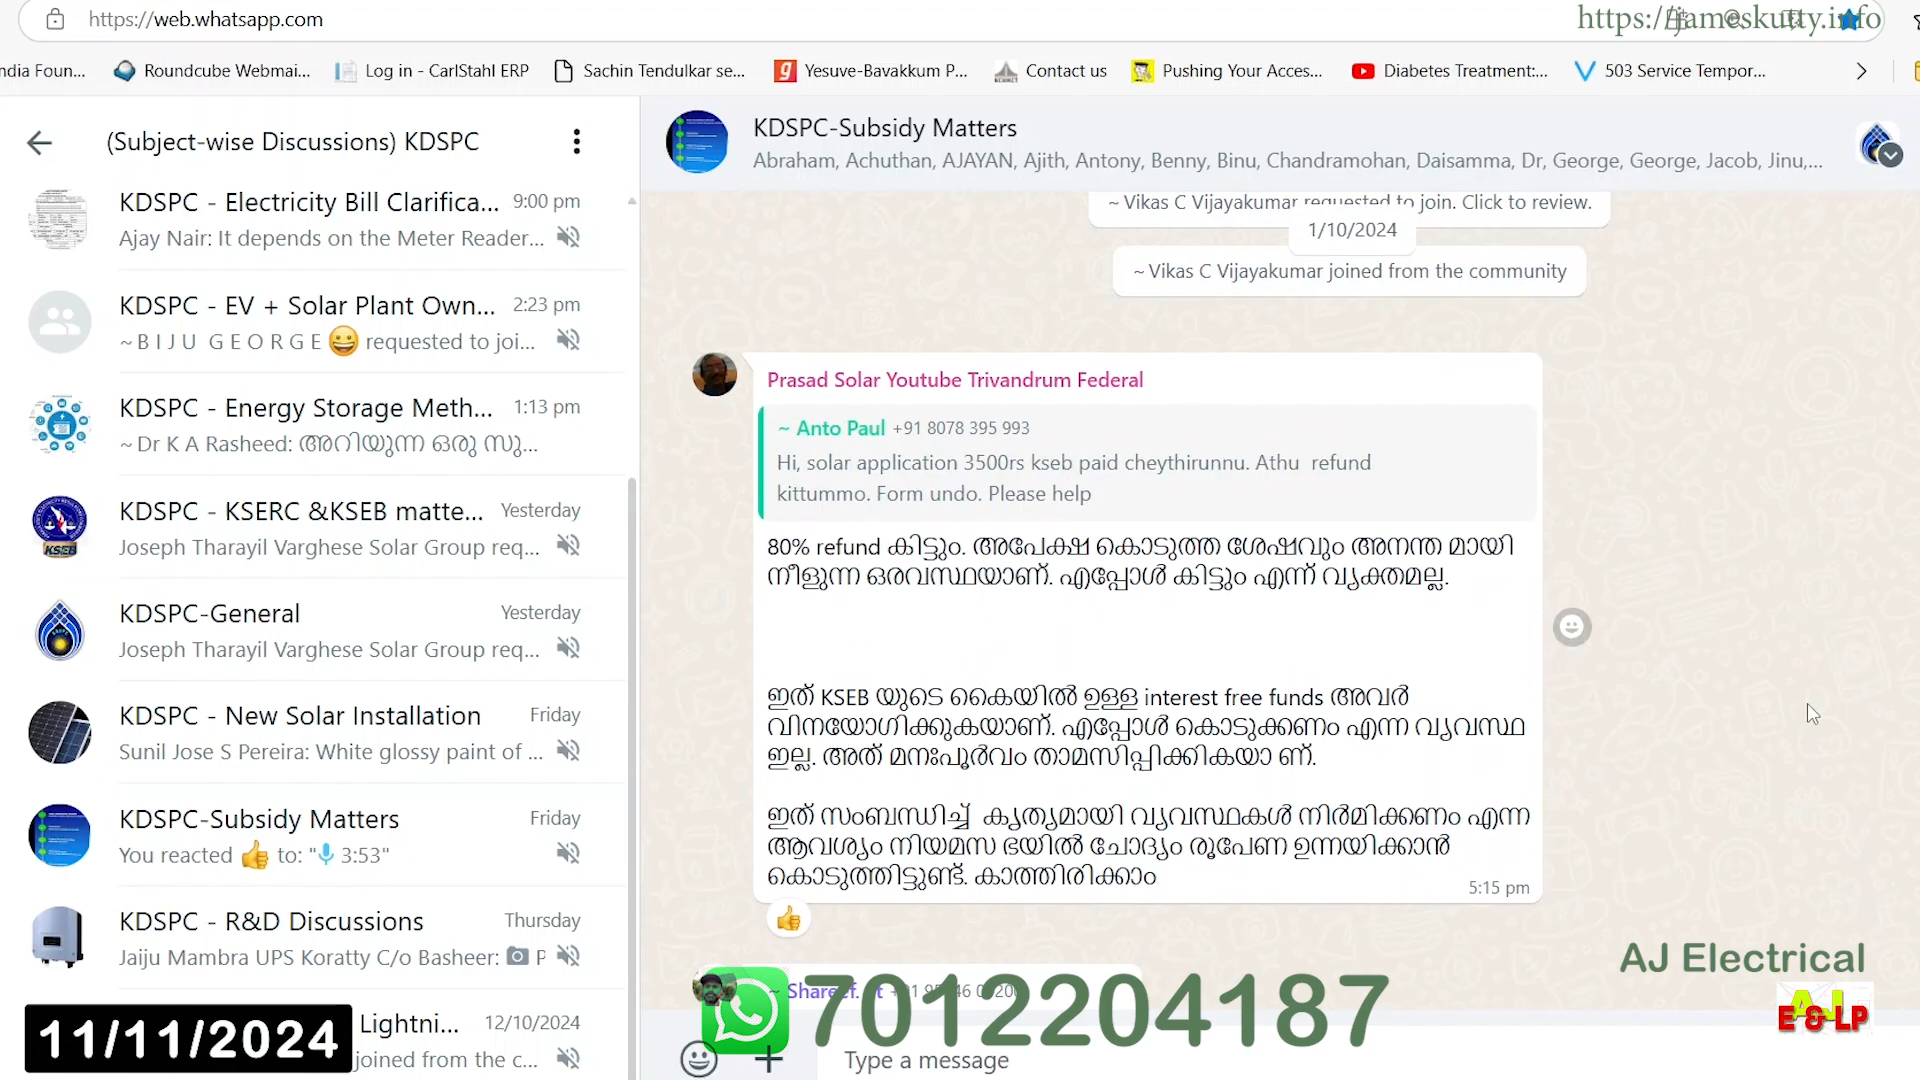 https://web.whatsapp.com
https://jameskutty.info
ndia Foun...
Roundcube Webmai...
Log in - CarlStahl ERP
Sachin Tendulkar se...
Yesuve-Bavakkum P...
Contact us
Pushing Your Acces...
Diabetes Treatment:...
503 Service Tempor...
(Subject-wise Discussions) KDSPC
KDSPC - Electricity Bill Clarifica... 9:00 pm
Ajay Nair: It depends on the Meter Reader...
KDSPC - EV + Solar Plant Own... 2:23 pm
~ B I J U G E O R G E 😀 requested to joi...
KDSPC - Energy Storage Meth... 1:13 pm
~ Dr K A Rasheed: അറിയുന്ന ഒരു സു...
KDSPC - KSERC &KSEB matte... Yesterday
Joseph Tharayil Varghese Solar Group req...
KDSPC-General Yesterday
Joseph Tharayil Varghese Solar Group req...
KDSPC - New Solar Installation Friday
Sunil Jose S Pereira: White glossy paint of ...
KDSPC-Subsidy Matters Friday
You reacted 👍 to: "🎤 3:53"
KDSPC - R&D Discussions Thursday
Jaiju Mambra UPS Koratty C/o Basheer: 📷 P
Lightni... 12/10/2024
joined from the c...
11/11/2024
KDSPC-Subsidy Matters
Abraham, Achuthan, AJAYAN, Ajith, Antony, Benny, Binu, Chandramohan, Daisamma, Dr, George, George, Jacob, Jinu,...
~ Vikas C Vijayakumar requested to join. Click to review.
1/10/2024
~ Vikas C Vijayakumar joined from the community
Prasad Solar Youtube Trivandrum Federal
~ Anto Paul +91 8078 395 993
Hi, solar application 3500rs kseb paid cheythirunnu. Athu refund
kittummo. Form undo. Please help
80% refund കിട്ടും. അപേക്ഷ കൊടുത്ത ശേഷവും അനന്ത മായി
നീളുന്ന ഒരവസ്ഥയാണ്. എപ്പോൾ കിട്ടും എന്ന് വ്യക്തമല്ല.
ഇത് KSEB യുടെ കൈയിൽ ഉള്ള interest free funds അവർ
വിനയോഗിക്കുകയാണ്. എപ്പോൾ കൊടുക്കണം എന്ന വ്യവസ്ഥ
ഇല്ല. അത് മനഃപൂർവം താമസിപ്പിക്കികയാ ണ്.
ഇത് സംബന്ധിച്ച് കൃത്യമായി വ്യവസ്ഥകൾ നിർമിക്കണം എന്ന
ആവശ്യം നിയമസ ഭയിൽ ചോദ്യം രൂപേണ ഉന്നയിക്കാൻ
കൊടുത്തിട്ടുണ്ട്. കാത്തിരിക്കാം
5:15 pm
7012204187
AJ Electrical
AJ
E & LP
Type a message